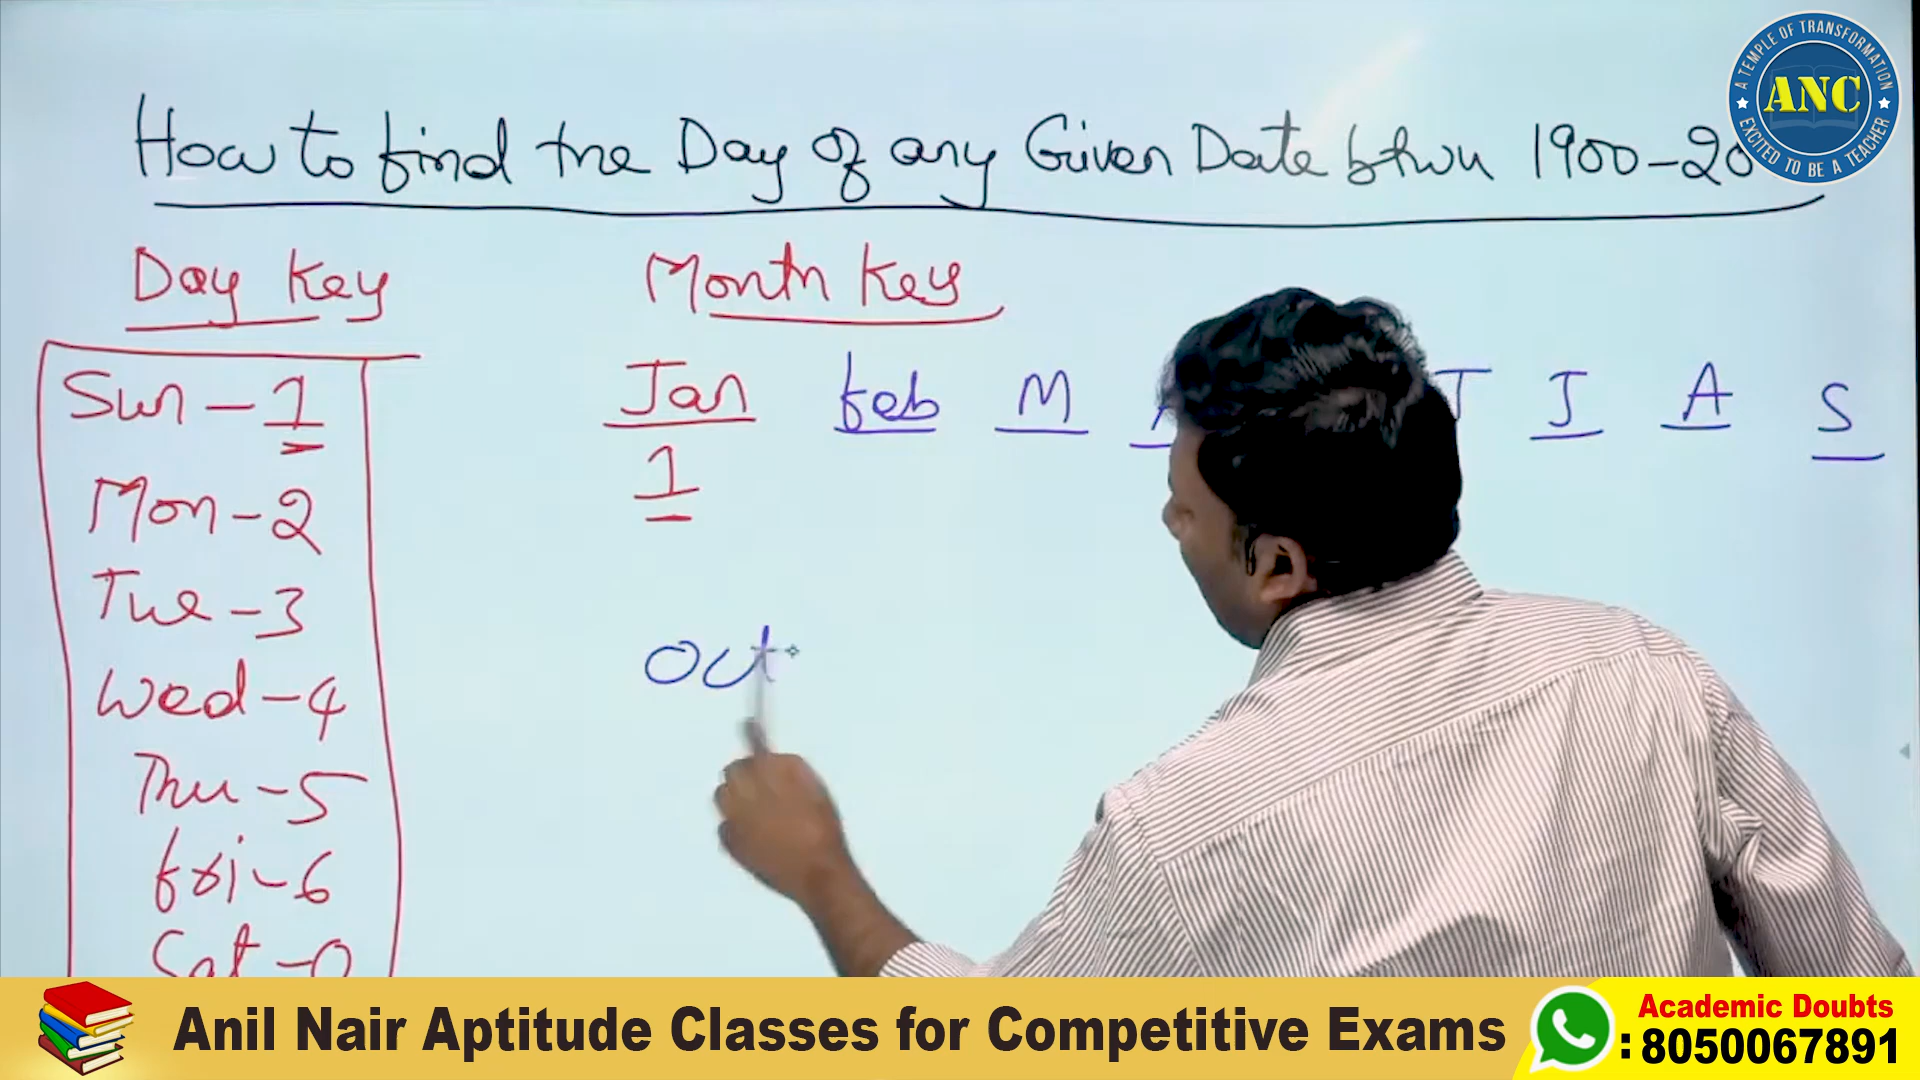 How to find the Day of any Given Date btwn 1900-20
Day Key
Month Key
Sun - 1
Mon - 2
Tue - 3
Wed - 4
Thu - 5
Fri - 6
Sat - 0
Jan Feb M J A S
1
Oct
A TEMPLE OF TRANSFORMATION
ANC
EXCITED TO BE A TEACHER
Anil Nair Aptitude Classes for Competitive Exams
Academic Doubts
: 8050067891